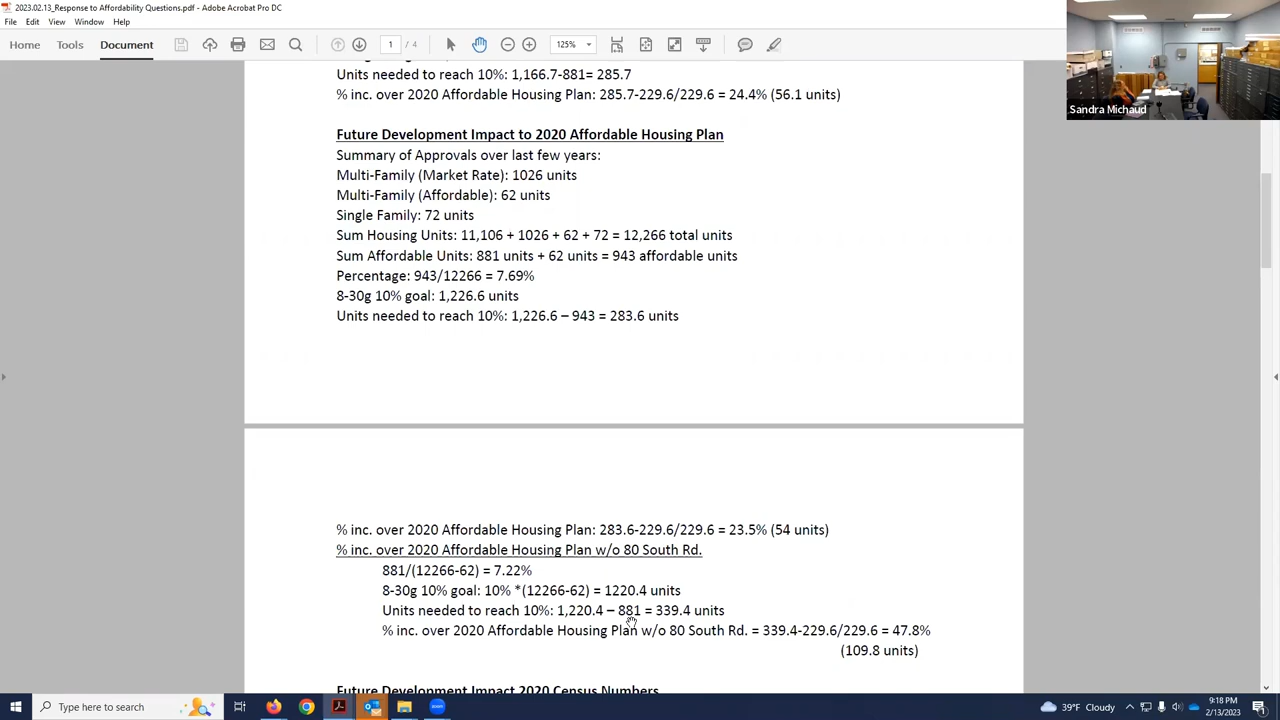 2023.02.13_Response to Affordability Questions.pdf - Adobe Acrobat Pro DC
File Edit View Window Help
Home Tools Document 1 / 4 125%
Sandra Michaud
Units needed to reach 10%: 1,166.7-881= 285.7
% inc. over 2020 Affordable Housing Plan: 285.7-229.6/229.6 = 24.4% (56.1 units)
Future Development Impact to 2020 Affordable Housing Plan
Summary of Approvals over last few years:
Multi-Family (Market Rate): 1026 units
Multi-Family (Affordable): 62 units
Single Family: 72 units
Sum Housing Units: 11,106 + 1026 + 62 + 72 = 12,266 total units
Sum Affordable Units: 881 units + 62 units = 943 affordable units
Percentage: 943/12266 = 7.69%
8-30g 10% goal: 1,226.6 units
Units needed to reach 10%: 1,226.6 – 943 = 283.6 units
% inc. over 2020 Affordable Housing Plan: 283.6-229.6/229.6 = 23.5% (54 units)
% inc. over 2020 Affordable Housing Plan w/o 80 South Rd.
881/(12266-62) = 7.22%
8-30g 10% goal: 10% *(12266-62) = 1220.4 units
Units needed to reach 10%: 1,220.4 – 881 = 339.4 units
% inc. over 2020 Affordable Housing Plan w/o 80 South Rd. = 339.4-229.6/229.6 = 47.8%
(109.8 units)
Future Development Impact 2020 Census Numbers
Type here to search
39°F Cloudy
9:18 PM
2/13/2023